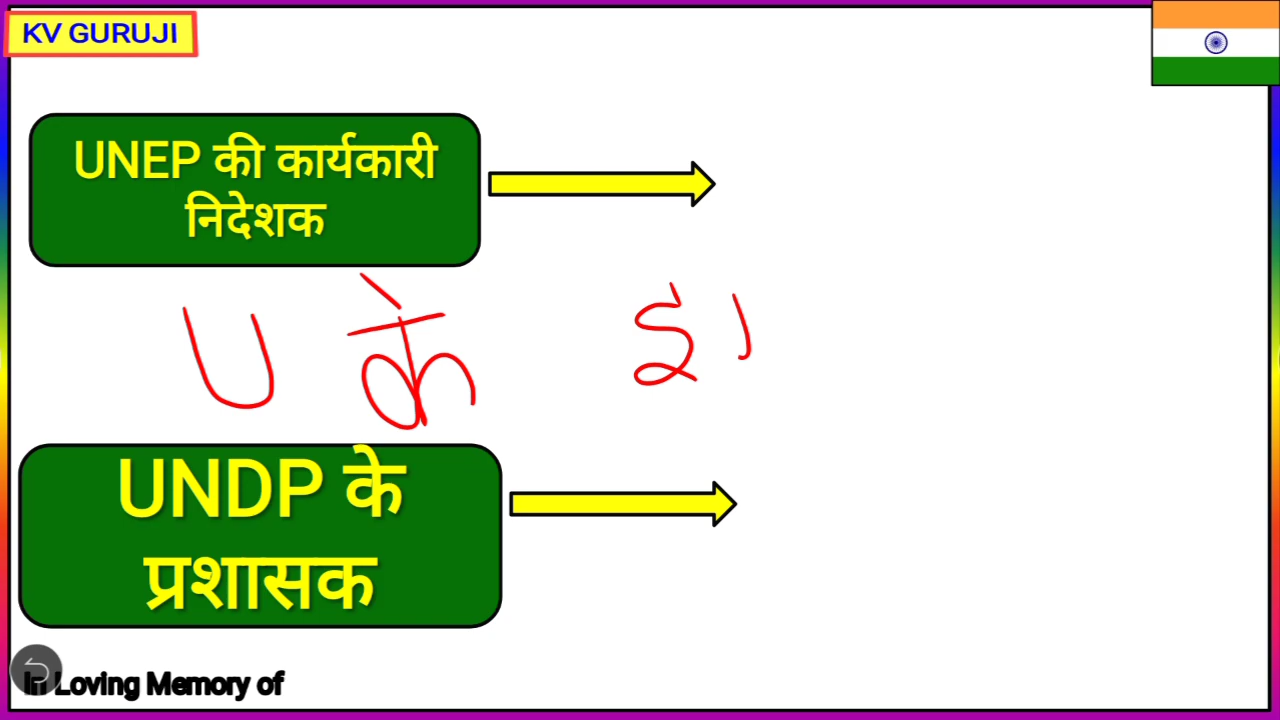 KV GURUJI
UNEP की कार्यकारी
निदेशक
U के
UNDP के
प्रशासक
In Loving Memory of